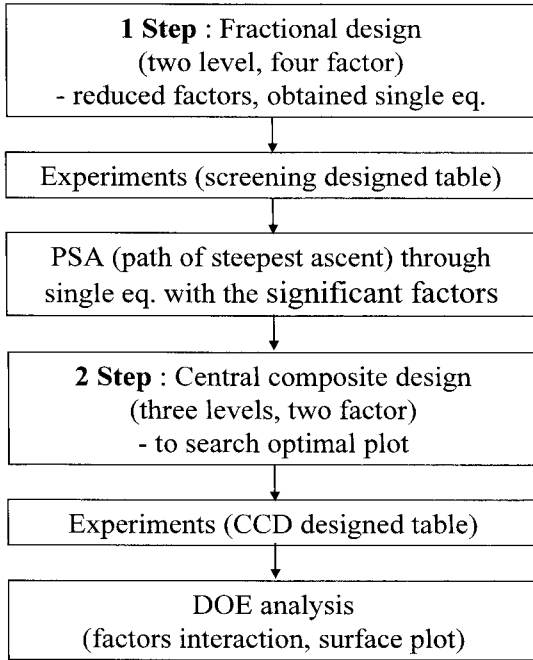 1 Step : Fractional design
(two level, four factor)
- reduced factors, obtained single eq.
Experiments (screening designed table)
PSA (path of steepest ascent) through
single eq. with the significant factors
2 Step : Central composite design
(three levels, two factor)
- to search optimal plot
Experiments (CCD designed table)
DOE analysis
(factors interaction, surface plot)